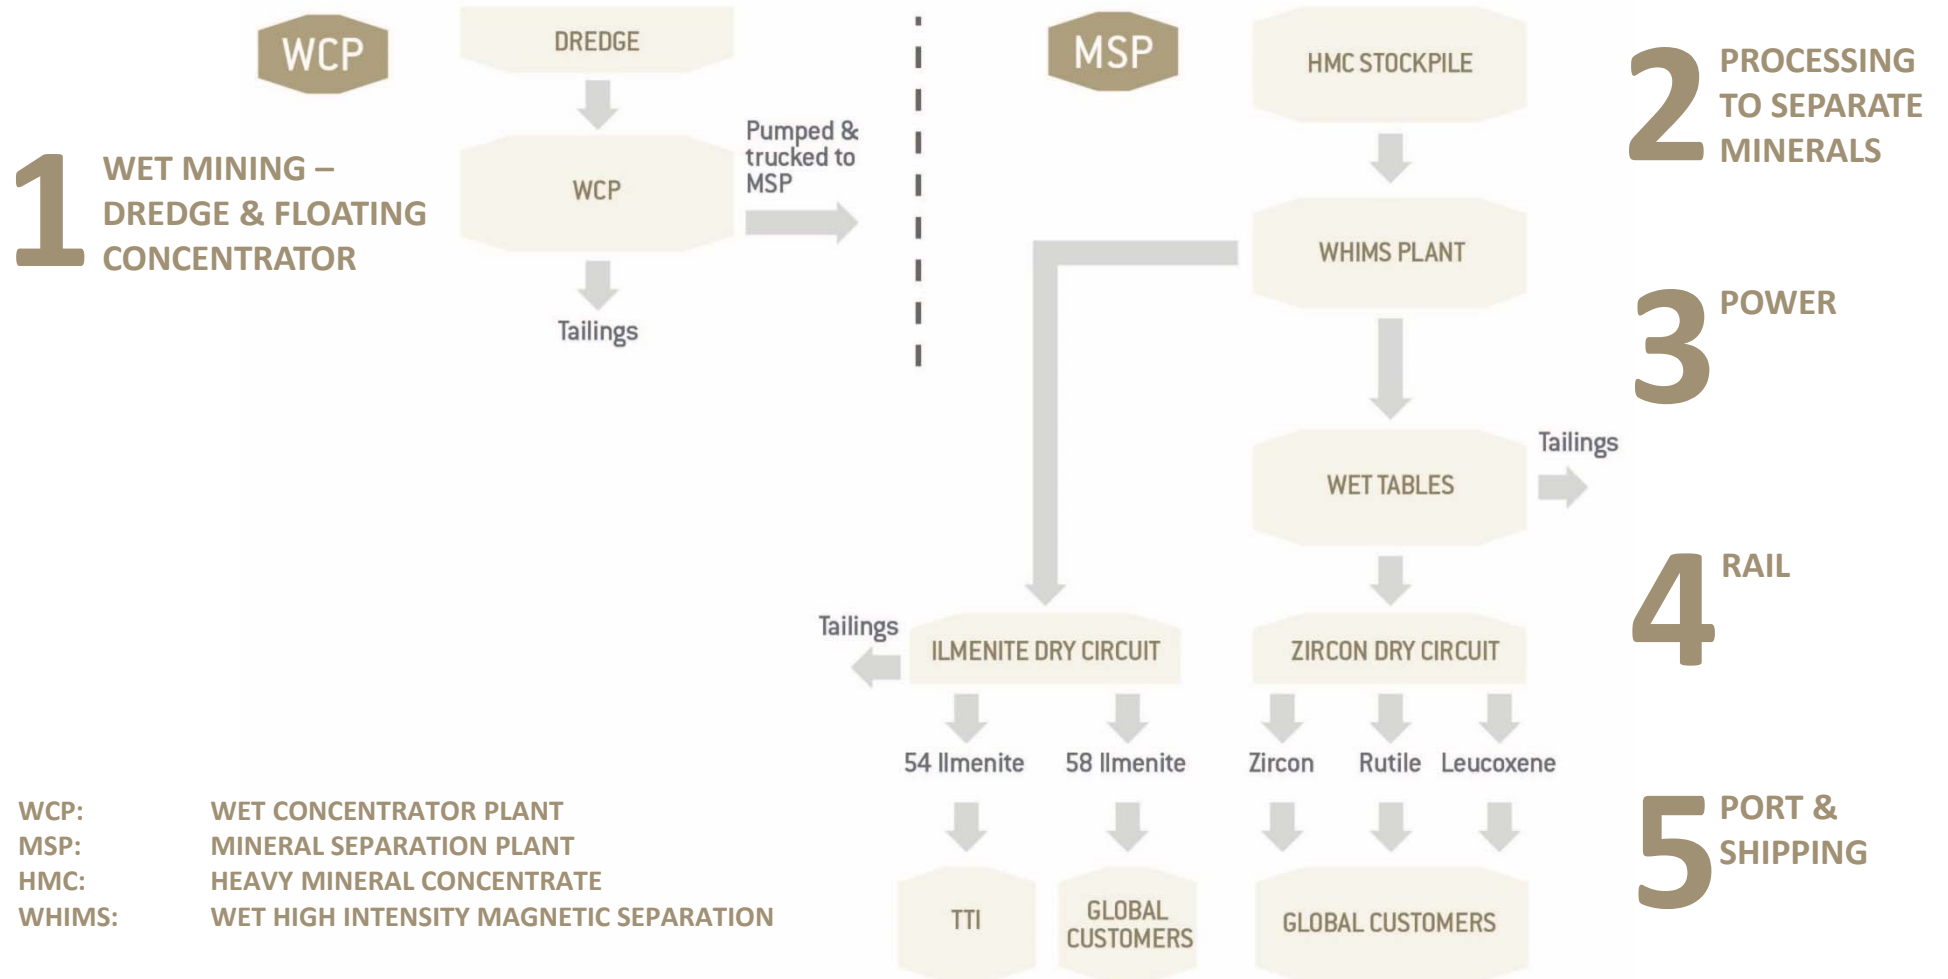 WCP
DREDGE
MSP
HMC STOCKPILE
2
PROCESSING
TO SEPARATE
MINERALS
1
WET MINING –
DREDGE & FLOATING
CONCENTRATOR
WCP
Pumped &
trucked to
MSP
Tailings
WHIMS PLANT
3
POWER
WET TABLES
Tailings
4
RAIL
Tailings
ILMENITE DRY CIRCUIT
ZIRCON DRY CIRCUIT
54 Ilmenite
58 Ilmenite
Zircon
Rutile
Leucoxene
5
PORT &
SHIPPING
TTI
GLOBAL
CUSTOMERS
GLOBAL CUSTOMERS
WCP: WET CONCENTRATOR PLANT
MSP: MINERAL SEPARATION PLANT
HMC: HEAVY MINERAL CONCENTRATE
WHIMS: WET HIGH INTENSITY MAGNETIC SEPARATION